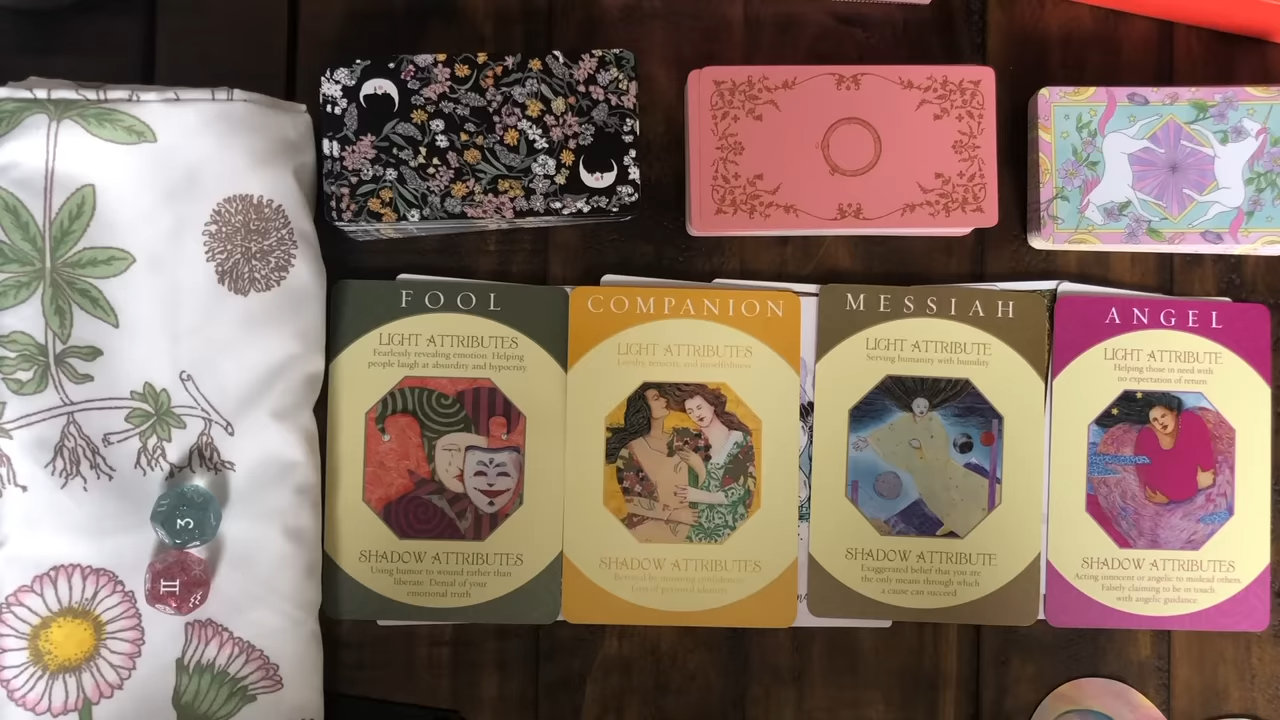 FOOL
LIGHT ATTRIBUTES
Fearlessly revealing emotion. Helping
people laugh at absurdity and hypocrisy.
SHADOW ATTRIBUTES
Using humor to wound rather than
liberate. Denial of your
emotional truth
COMPANION
LIGHT ATTRIBUTES
Loyalty, tenacity, and unselfishness
SHADOW ATTRIBUTES
Betrayal by misusing confidences.
Loss of personal identity
MESSIAH
LIGHT ATTRIBUTE
Serving humanity with humility
SHADOW ATTRIBUTE
Exaggerated belief that you are
the only means through which
a cause can succeed
ANGEL
LIGHT ATTRIBUTE
Helping those in need with
no expectation of return
SHADOW ATTRIBUTES
Acting innocent or angelic to mislead others.
Falsely claiming to be in touch
with angelic guidance.
3
♊